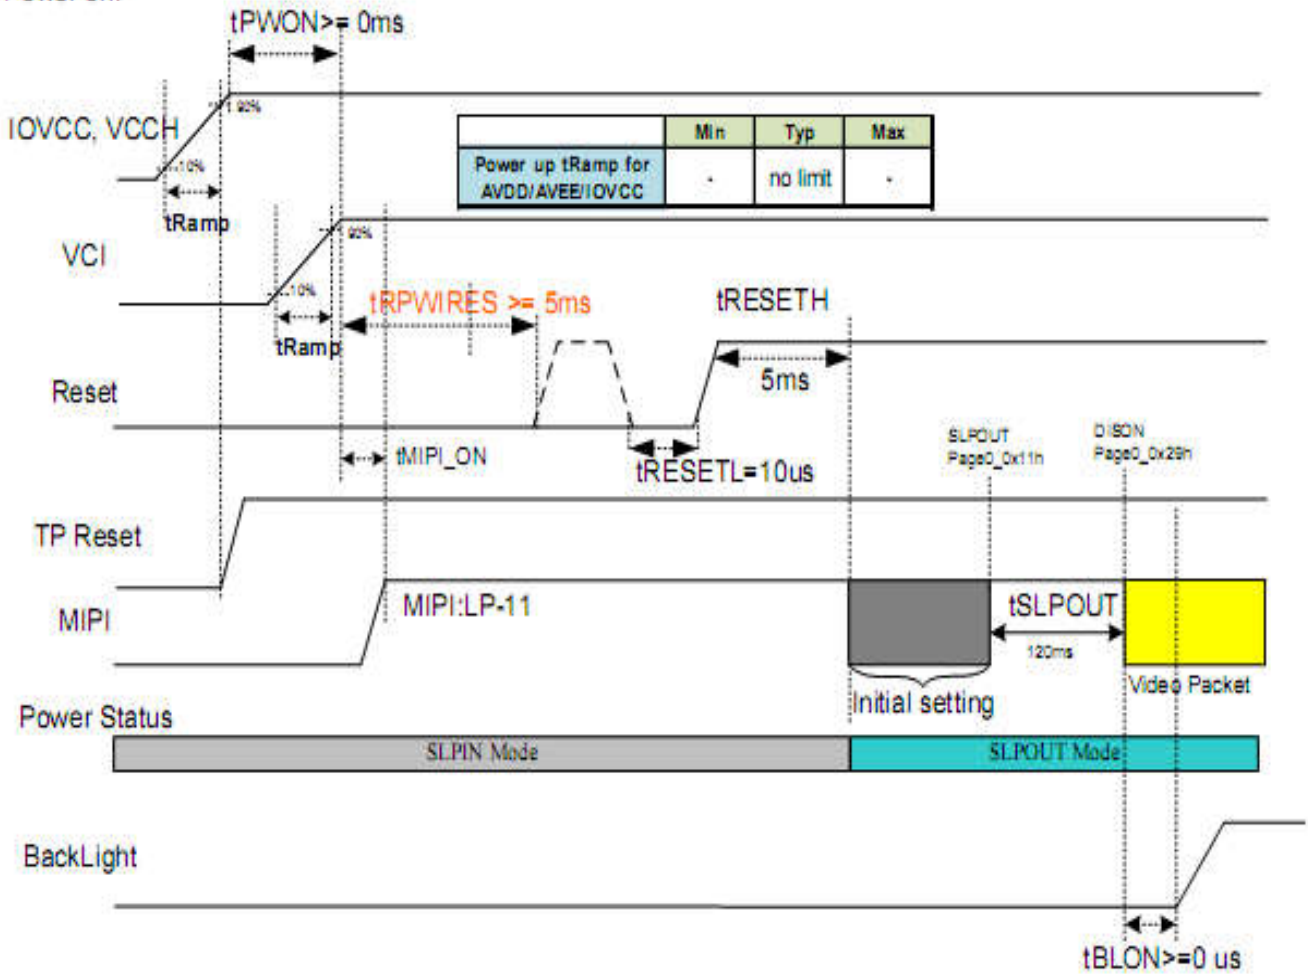 tPWON>= 0ms
90%
IOVCC, VCCH
10%
tRamp
Min Typ Max
Power up tRamp for
AVDD/AVEE/IOVCC
- no limit -
VCI
90%
10%
tRamp
tRPWIRES >= 5ms
tRESETH
5ms
Reset
tMIPI_ON
tRESETL=10us
SLPOUT
Page0_0x11h
DISON
Page0_0x29h
TP Reset
MIPI
MIPI:LP-11
tSLPOUT
120ms
Initial setting
Video Packet
Power Status
SLPIN Mode
SLPOUT Mode
BackLight
tBLON>=0 us